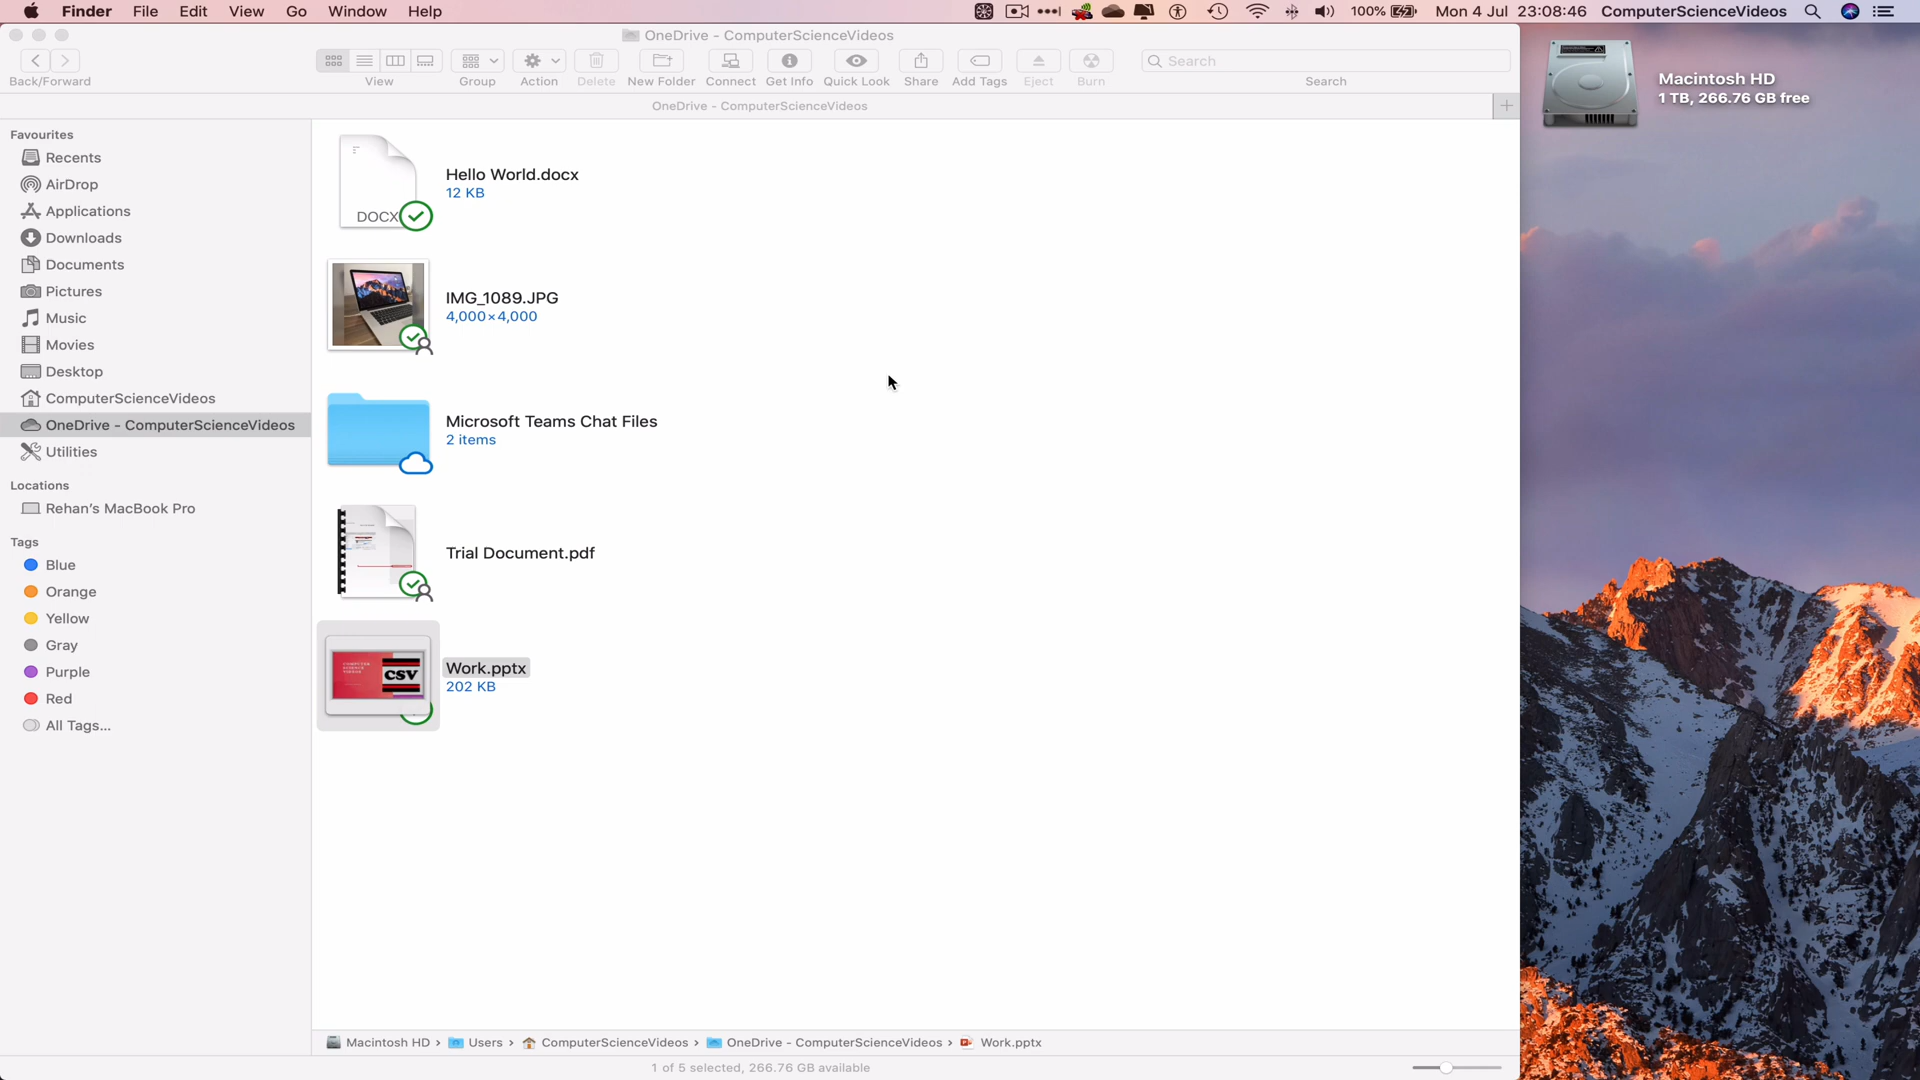 Finder File Edit View Go Window Help
100% Mon 4 Jul 23:08:46 ComputerScienceVideos
OneDrive - ComputerScienceVideos
Back/Forward View Group Action Delete New Folder Connect Get Info Quick Look Share Add Tags Eject Burn Search
Search
OneDrive - ComputerScienceVideos
Favourites
Recents
AirDrop
Applications
Downloads
Documents
Pictures
Music
Movies
Desktop
ComputerScienceVideos
OneDrive - ComputerScienceVideos
Utilities
Locations
Rehan's MacBook Pro
Tags
Blue
Orange
Yellow
Gray
Purple
Red
All Tags...
DOCX
Hello World.docx
12 KB
IMG_1089.JPG
4,000×4,000
Microsoft Teams Chat Files
2 items
Trial Document.pdf
COMPUTER
SCIENCE
VIDEOS
CSV
Work.pptx
202 KB
Macintosh HD › Users › ComputerScienceVideos › OneDrive - ComputerScienceVideos › Work.pptx
1 of 5 selected, 266.76 GB available
Macintosh HD
1 TB, 266.76 GB free